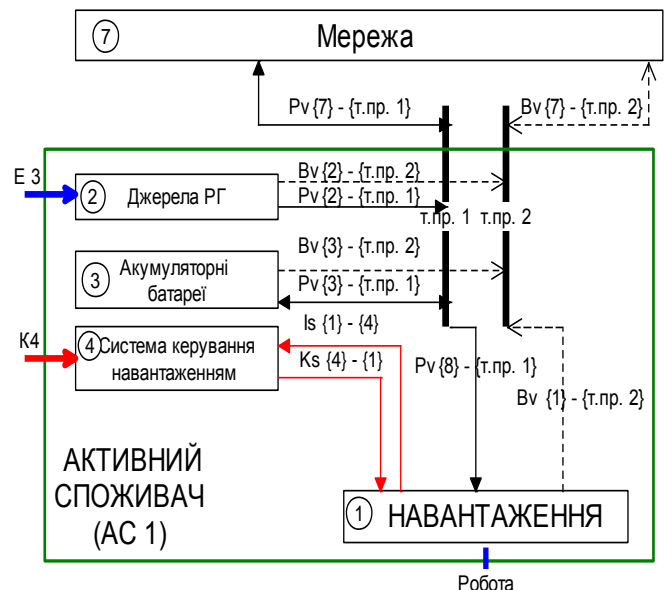 7 Мережа
Pv {7} - {т.пр. 1}
Bv {7} - {т.пр. 2}
E 3
2 Джерела РГ
Bv {2} - {т.пр. 2}
Pv {2} - {т.пр. 1}
т.пр. 1 т.пр. 2
3 Акумуляторні
батареї
Bv {3} - {т.пр. 2}
Pv {3} - {т.пр. 1}
К4
4 Система керування
навантаженням
Is {1} - {4}
Ks {4} - {1}
Pv {8} - {т.пр. 1}
Bv {1} - {т.пр. 2}
АКТИВНИЙ
СПОЖИВАЧ
(АС 1)
1 НАВАНТАЖЕННЯ
Робота